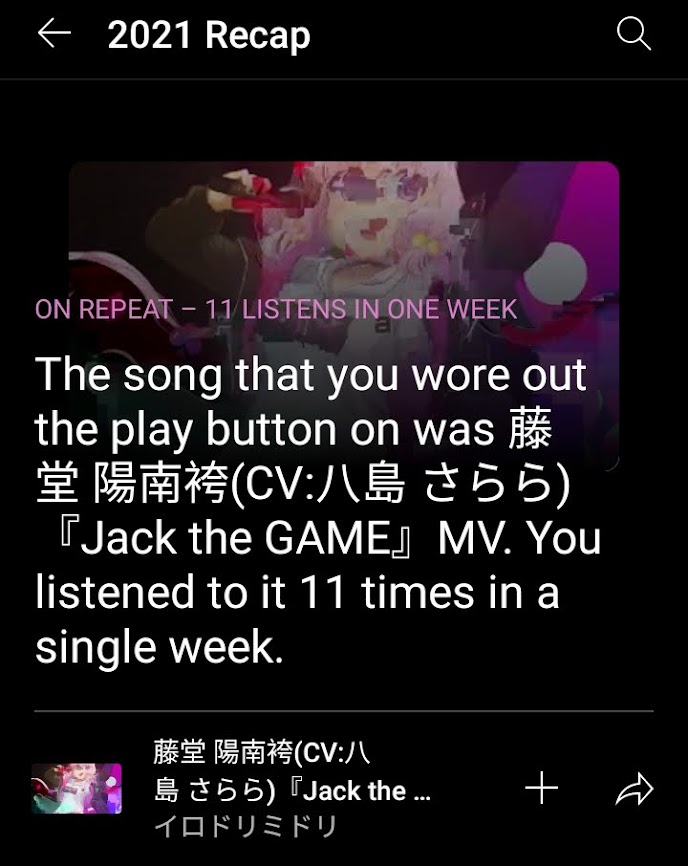 2021 Recap
ON REPEAT – 11 LISTENS IN ONE WEEK
The song that you wore out
the play button on was 藤
堂 陽南袴(CV:八島 さらら)
『Jack the GAME』MV. You
listened to it 11 times in a
single week.
藤堂 陽南袴(CV:八
島 さらら)『Jack the ...
イロドリミドリ